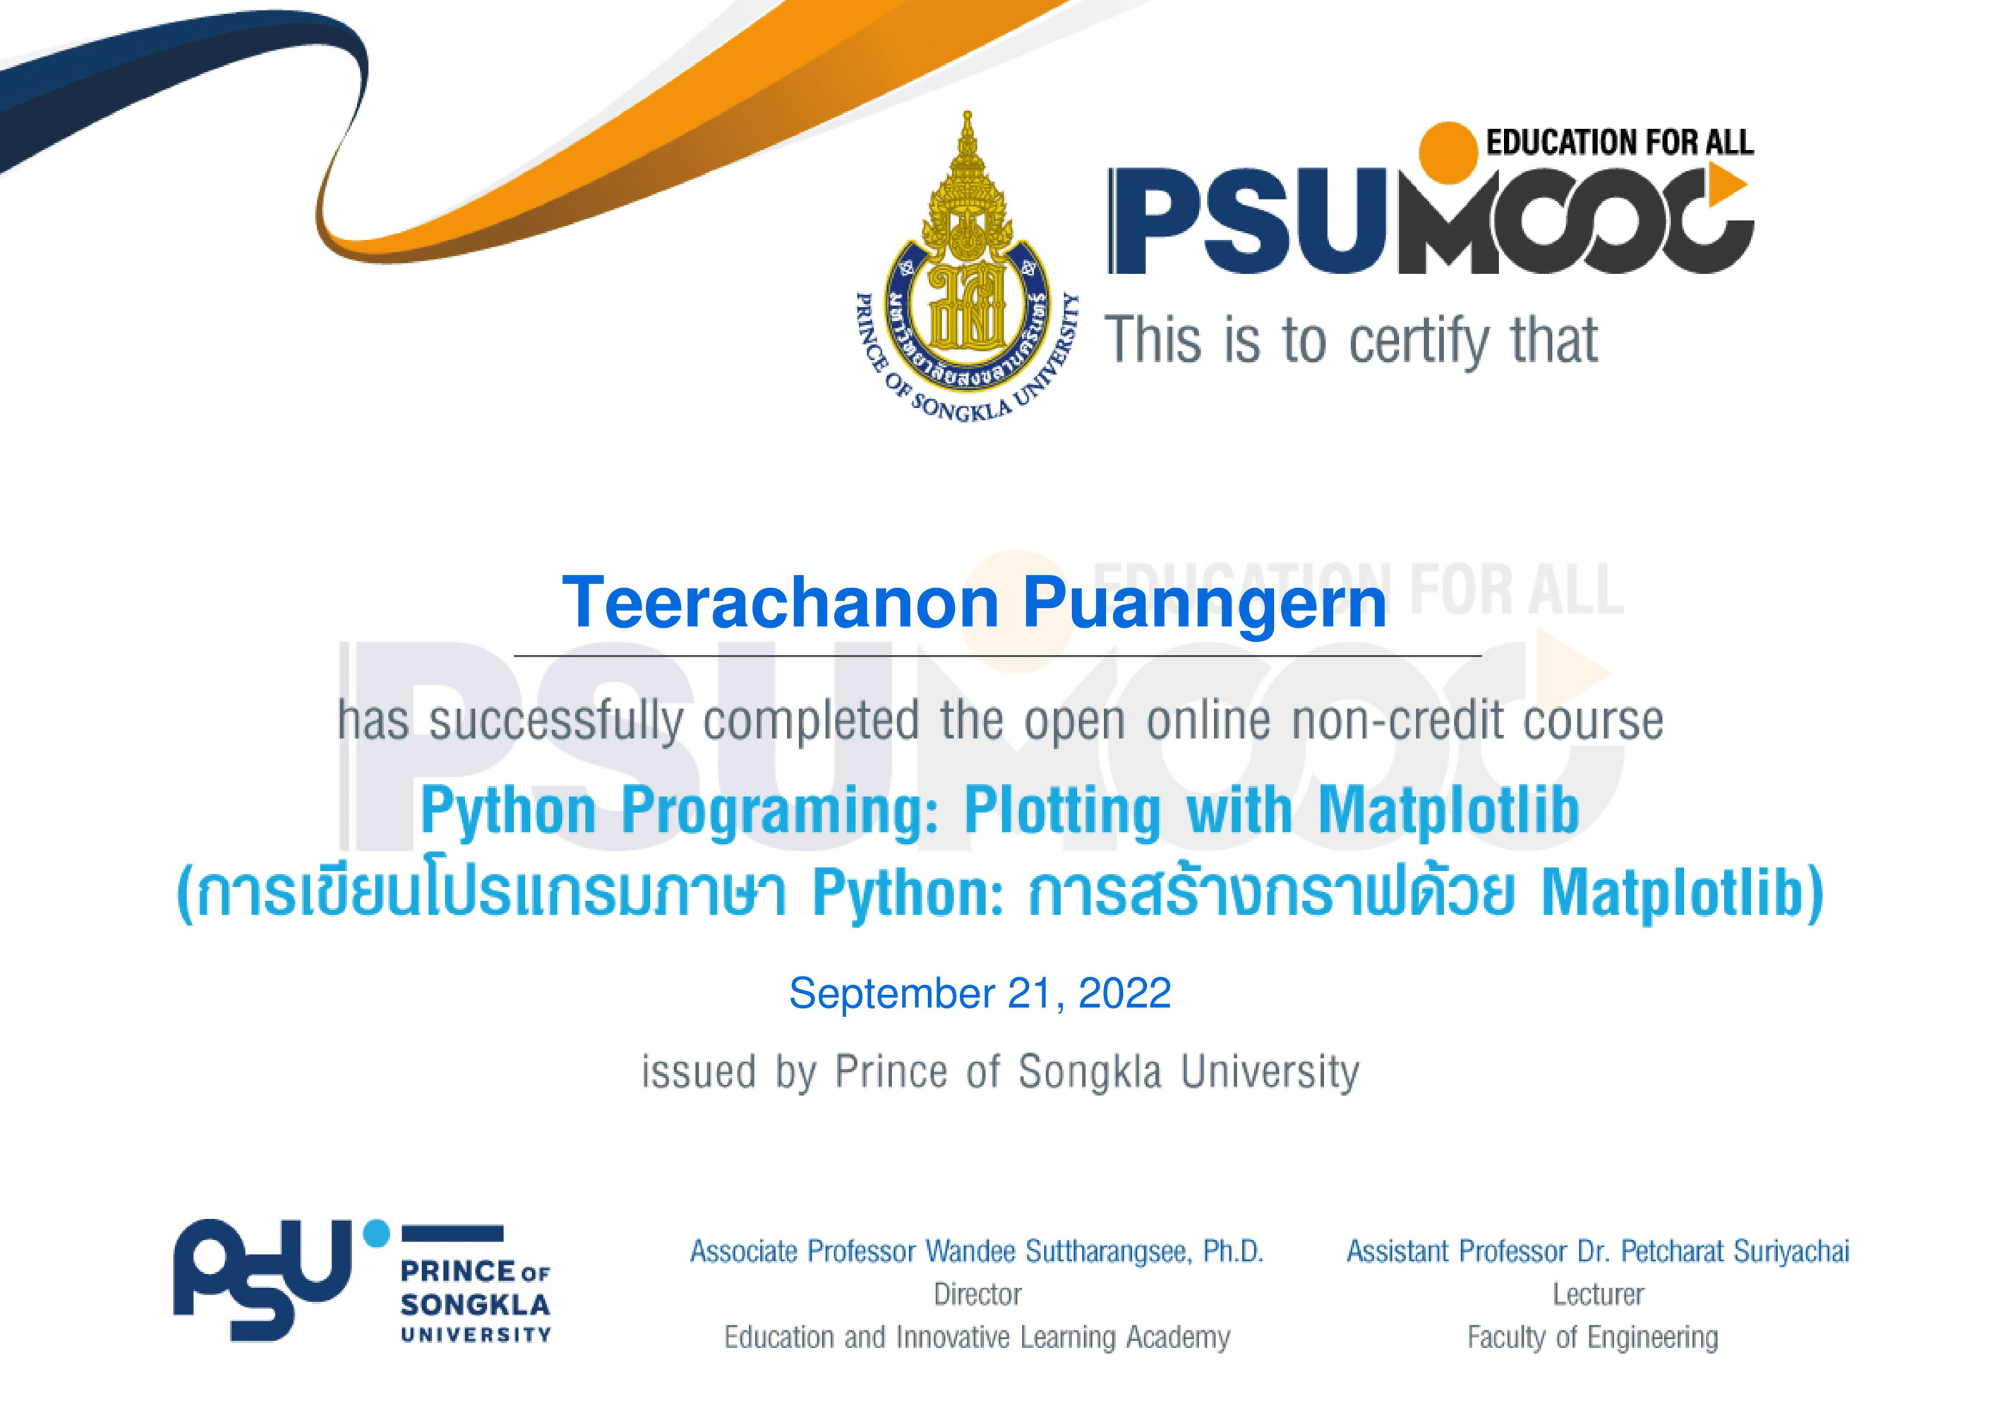 EDUCATION FOR ALL
PSUMOOC
มหาวิทยาลัยสงขลานครินทร์
PRINCE OF SONGKLA UNIVERSITY
This is to certify that
EDUCATION FOR ALL
PSUMOOC
Teerachanon Puanngern
has successfully completed the open online non-credit course
Python Programing: Plotting with Matplotlib
(การเขียนโปรแกรมภาษา Python: การสร้างกราฟด้วย Matplotlib)
September 21, 2022
issued by Prince of Songkla University
PSU
PRINCE OF
SONGKLA
UNIVERSITY
Associate Professor Wandee Suttharangsee, Ph.D.
Director
Education and Innovative Learning Academy
Assistant Professor Dr. Petcharat Suriyachai
Lecturer
Faculty of Engineering